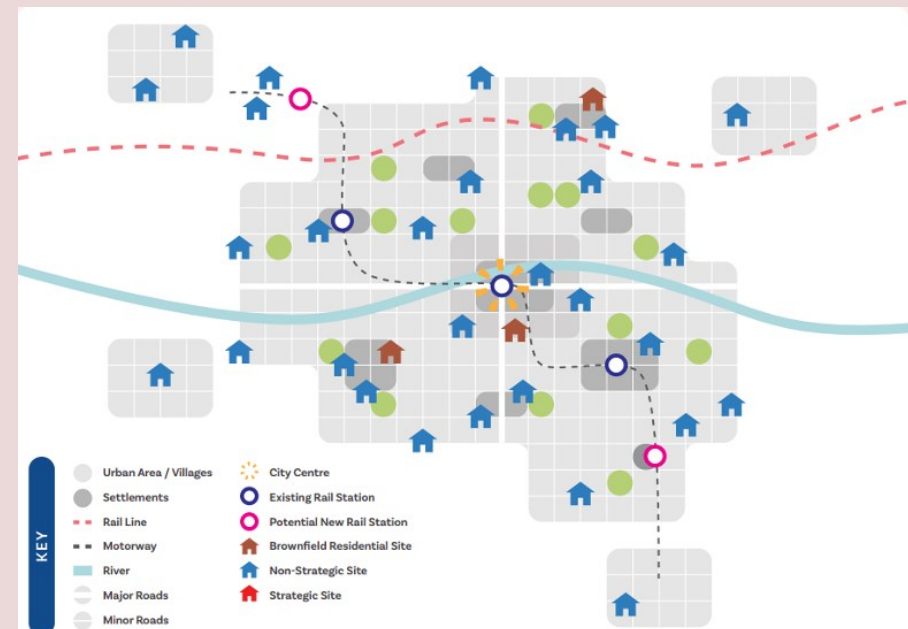 KEY
Urban Area / Villages
Settlements
Rail Line
Motorway
River
Major Roads
Minor Roads
City Centre
Existing Rail Station
Potential New Rail Station
Brownfield Residential Site
Non-Strategic Site
Strategic Site